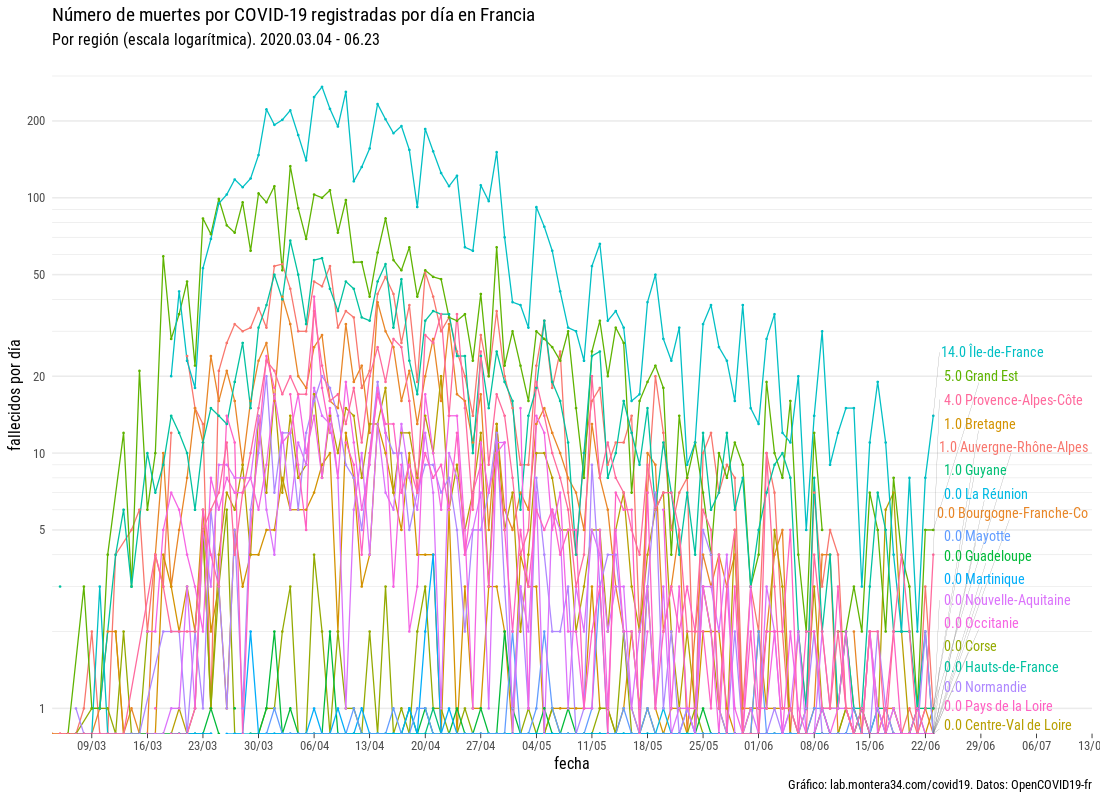 Número de muertes por COVID-19 registradas por día en Francia
Por región (escala logarítmica). 2020.03.04 - 06.23
fallecidos por día
200
100
50
20
10
5
1
14.0 Île-de-France
5.0 Grand Est
4.0 Provence-Alpes-Côte
1.0 Bretagne
1.0 Auvergne-Rhône-Alpes
1.0 Guyane
0.0 La Réunion
0.0 Bourgogne-Franche-Co
0.0 Mayotte
0.0 Guadeloupe
0.0 Martinique
0.0 Nouvelle-Aquitaine
0.0 Occitanie
0.0 Corse
0.0 Hauts-de-France
0.0 Normandie
0.0 Pays de la Loire
0.0 Centre-Val de Loire
09/03 16/03 23/03 30/03 06/04 13/04 20/04 27/04 04/05 11/05 18/05 25/05 01/06 08/06 15/06 22/06 29/06 06/07 13/0
fecha
Gráfico: lab.montera34.com/covid19. Datos: OpenCOVID19-fr